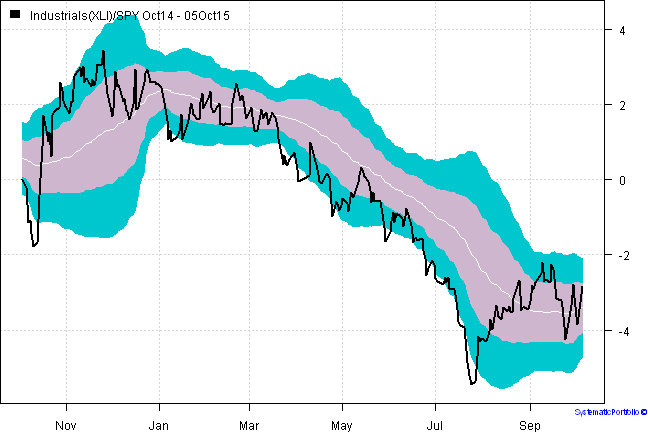 Industrials(XLI)/SPY Oct14 - 05Oct15
4
2
0
-2
-4
Nov Jan Mar May Jul Sep
SystematicPortfolio ©